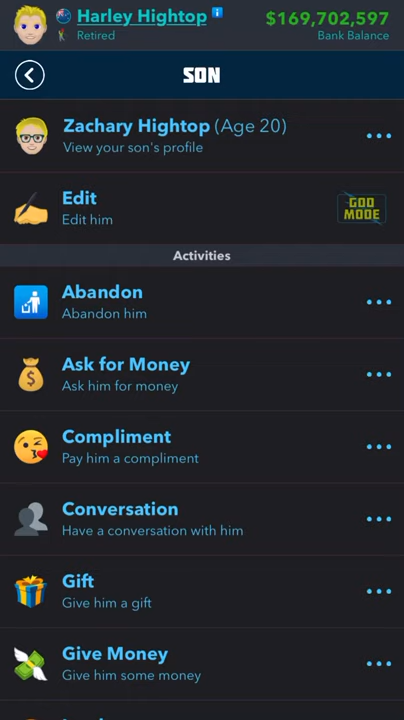 Harley Hightop
$169,702,597
Retired
Bank Balance
SON
Zachary Hightop (Age 20)
View your son's profile
Edit
Edit him
GOD
MODE
Activities
Abandon
Abandon him
Ask for Money
Ask him for money
Compliment
Pay him a compliment
Conversation
Have a conversation with him
Gift
Give him a gift
Give Money
Give him some money